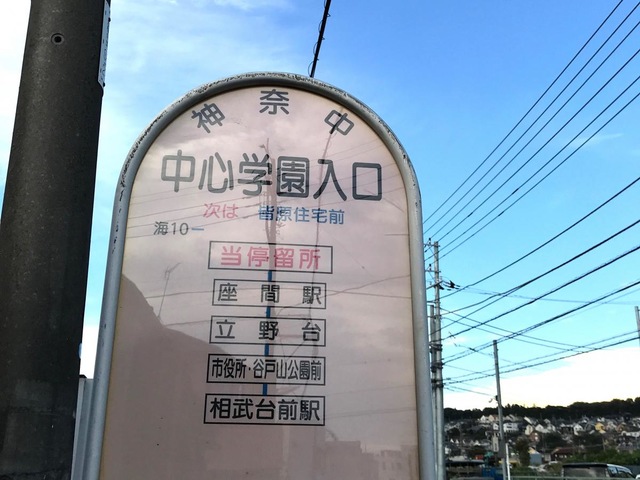 神奈中
中心学園入口
次は 皆原住宅前
海10
当停留所
座間駅
立野台
市役所・谷戸山公園前
相武台前駅